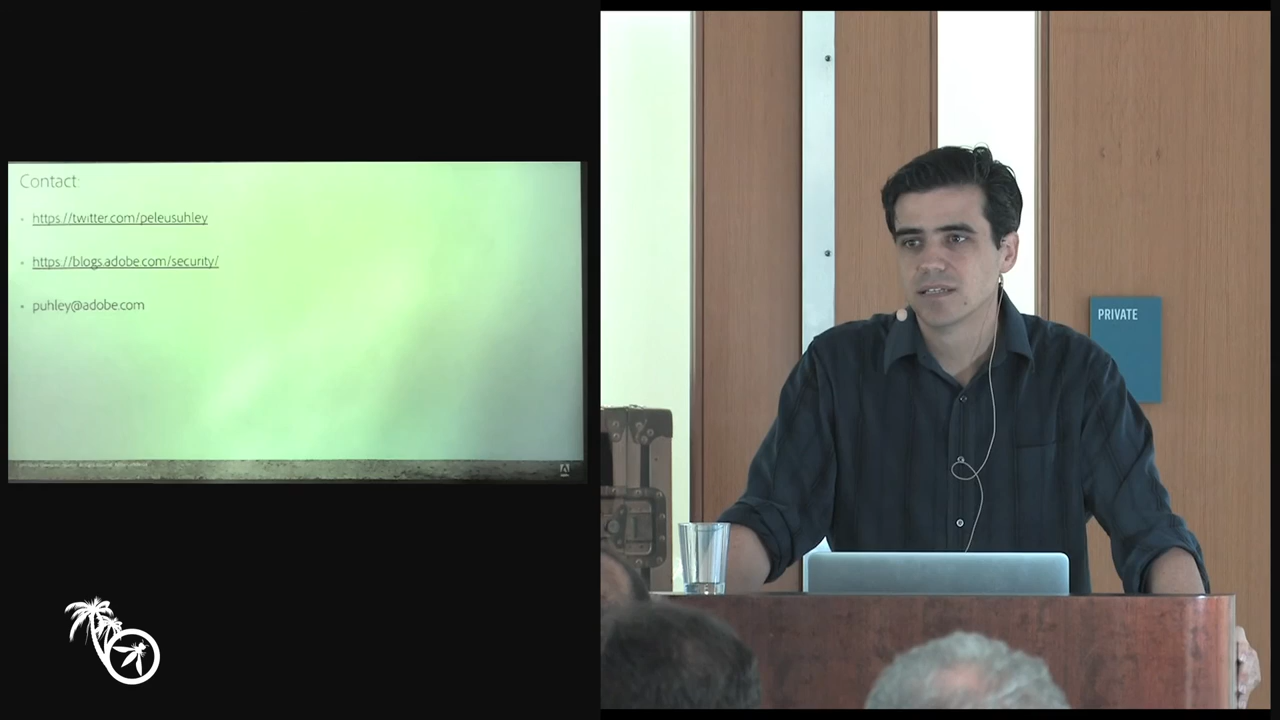 Contact:
https://twitter.com/peleusuhley
https://blogs.adobe.com/security/
puhley@adobe.com
PRIVATE